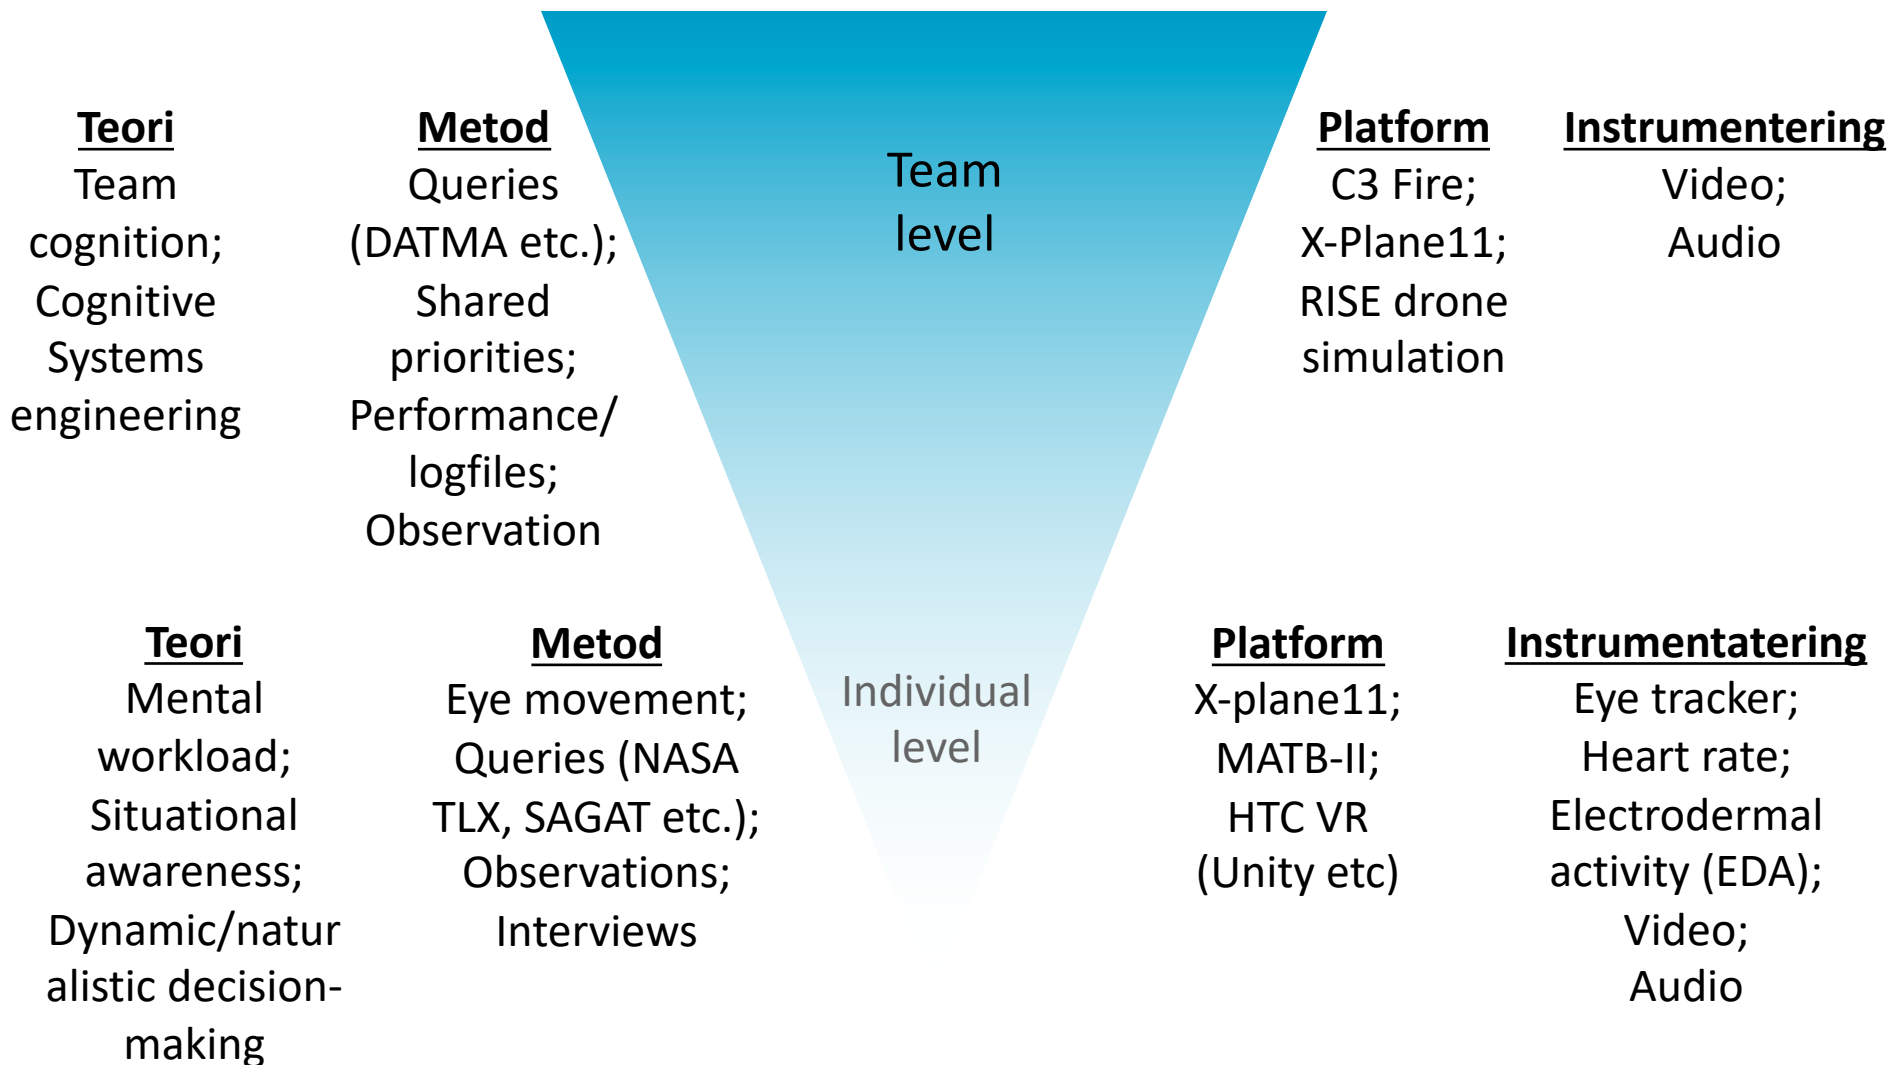 Teori
Team
cognition;
Cognitive
Systems
engineering
Metod
Queries
(DATMA etc.);
Shared
priorities;
Performance/
logfiles;
Observation
Team
level
Platform
C3 Fire;
X-Plane11;
RISE drone
simulation
Instrumentering
Video;
Audio
Teori
Mental
workload;
Situational
awareness;
Dynamic/natur
alistic decision-
making
Metod
Eye movement;
Queries (NASA
TLX, SAGAT etc.);
Observations;
Interviews
Individual
level
Platform
X-plane11;
MATB-II;
HTC VR
(Unity etc)
Instrumentatering
Eye tracker;
Heart rate;
Electrodermal
activity (EDA);
Video;
Audio